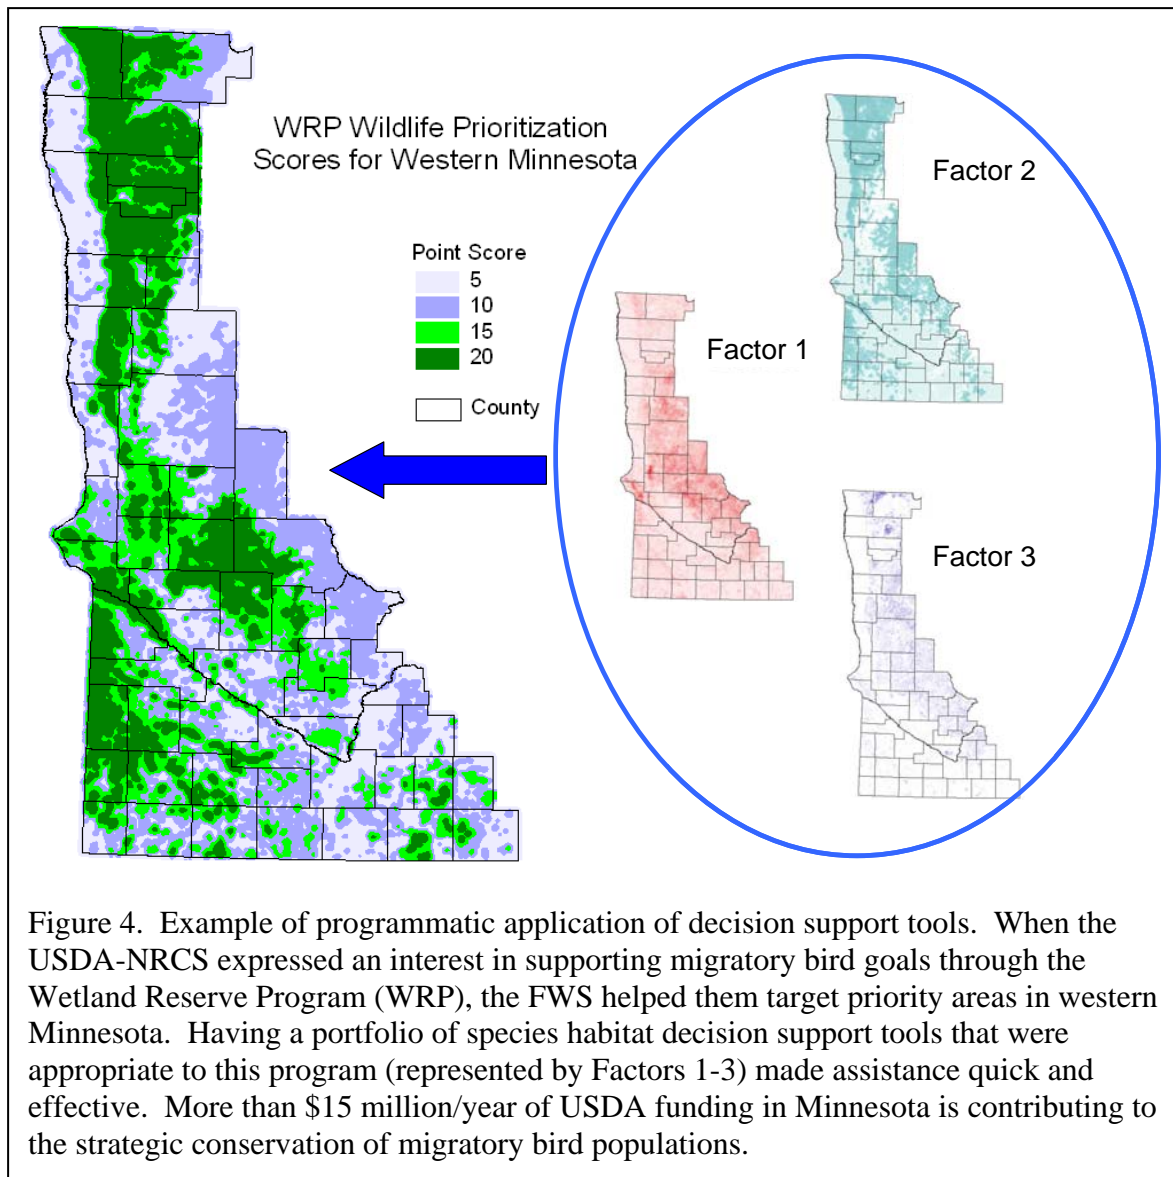 WRP Wildlife Prioritization
Scores for Western Minnesota
Point Score
5
10
15
20
County
Factor 1
Factor 2
Factor 3
Figure 4.  Example of programmatic application of decision support tools.  When the
USDA-NRCS expressed an interest in supporting migratory bird goals through the
Wetland Reserve Program (WRP), the FWS helped them target priority areas in western
Minnesota.  Having a portfolio of species habitat decision support tools that were
appropriate to this program (represented by Factors 1-3) made assistance quick and
effective.  More than $15 million/year of USDA funding in Minnesota is contributing to
the strategic conservation of migratory bird populations.